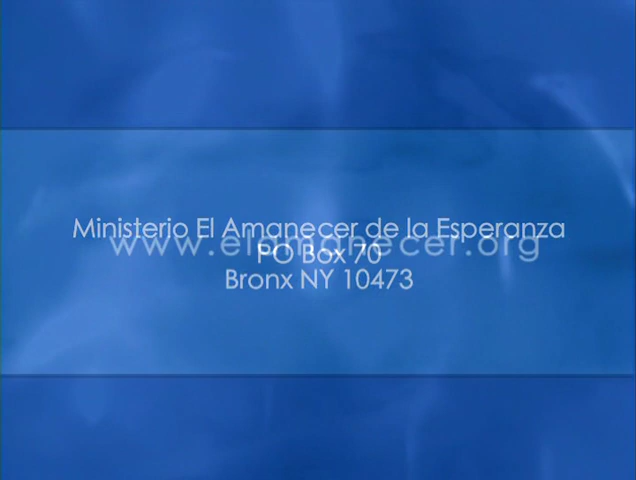 Ministerio El Amanecer de la Esperanza
www.elamanecer.org
PO Box 70
Bronx NY 10473